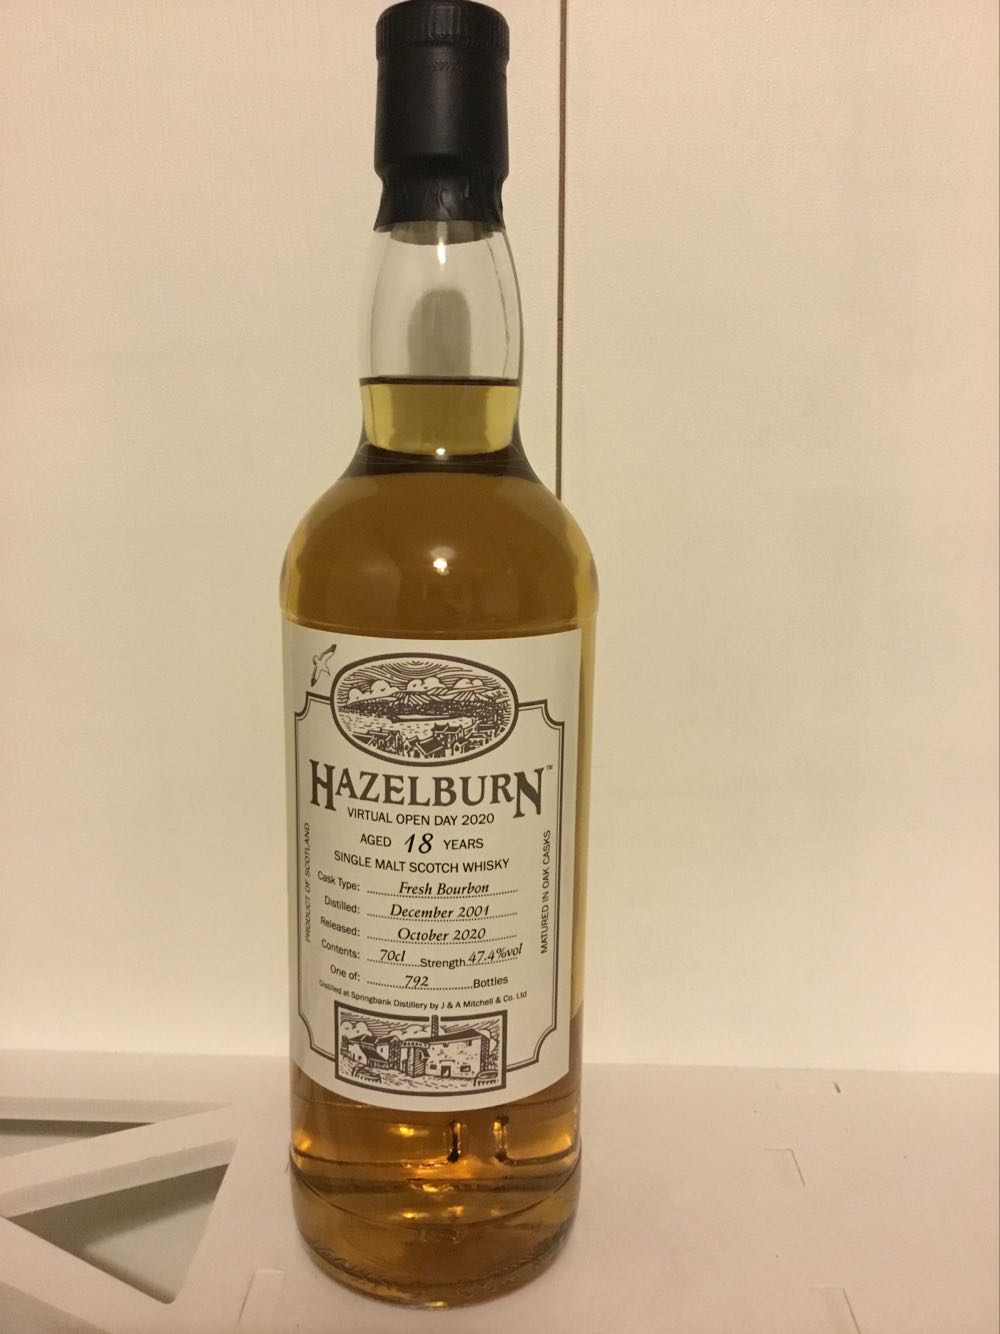 HAZELBURN™
VIRTUAL OPEN DAY 2020
AGED 18 YEARS
SINGLE MALT SCOTCH WHISKY
Cask Type: Fresh Bourbon
Distilled: December 2001
Released: October 2020
Contents: 70cl Strength 47.4%vol
One of: 792 Bottles
Distilled at Springbank Distillery by J & A Mitchell & Co. Ltd
PRODUCT OF SCOTLAND
MATURED IN OAK CASKS